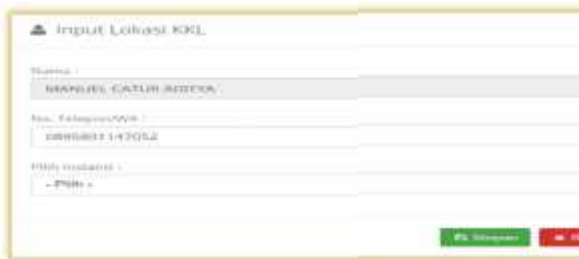 Input Lokasi KKL
Nama :
MANUEL CATUR ADITYA
No. Telepon/WA :
Pilih Instansi :
- Pilih -
Simpan